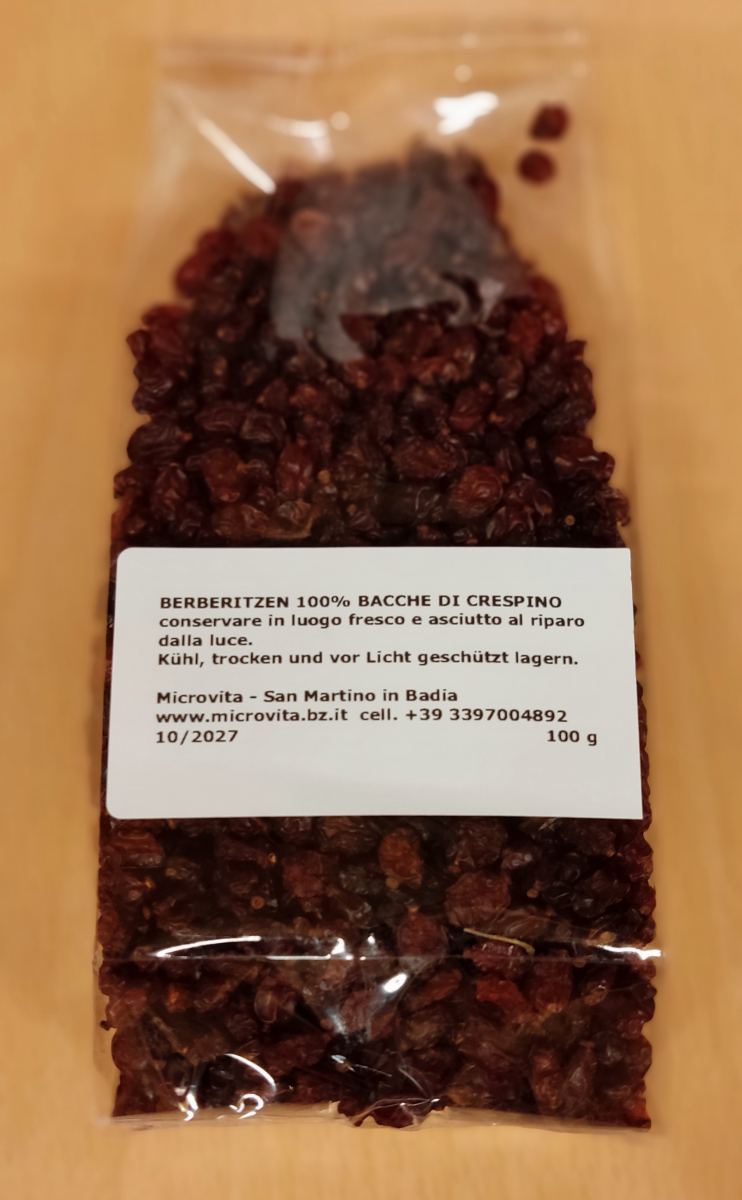 BERBERITZEN 100% BACCHE DI CRESPINO
conservare in luogo fresco e asciutto al riparo
dalla luce.
Kühl, trocken und vor Licht geschützt lagern.
Microvita - San Martino in Badia
www.microvita.bz.it cell. +39 3397004892
10/2027 100 g